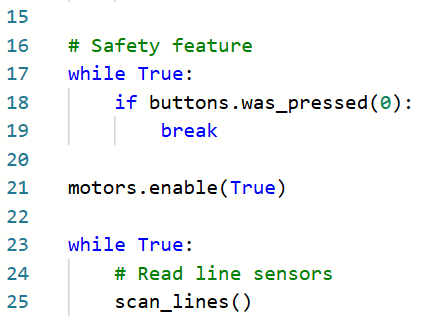 15
16 # Safety feature
17 while True:
18     if buttons.was_pressed(0):
19         break
20
21 motors.enable(True)
22
23 while True:
24     # Read line sensors
25     scan_lines()